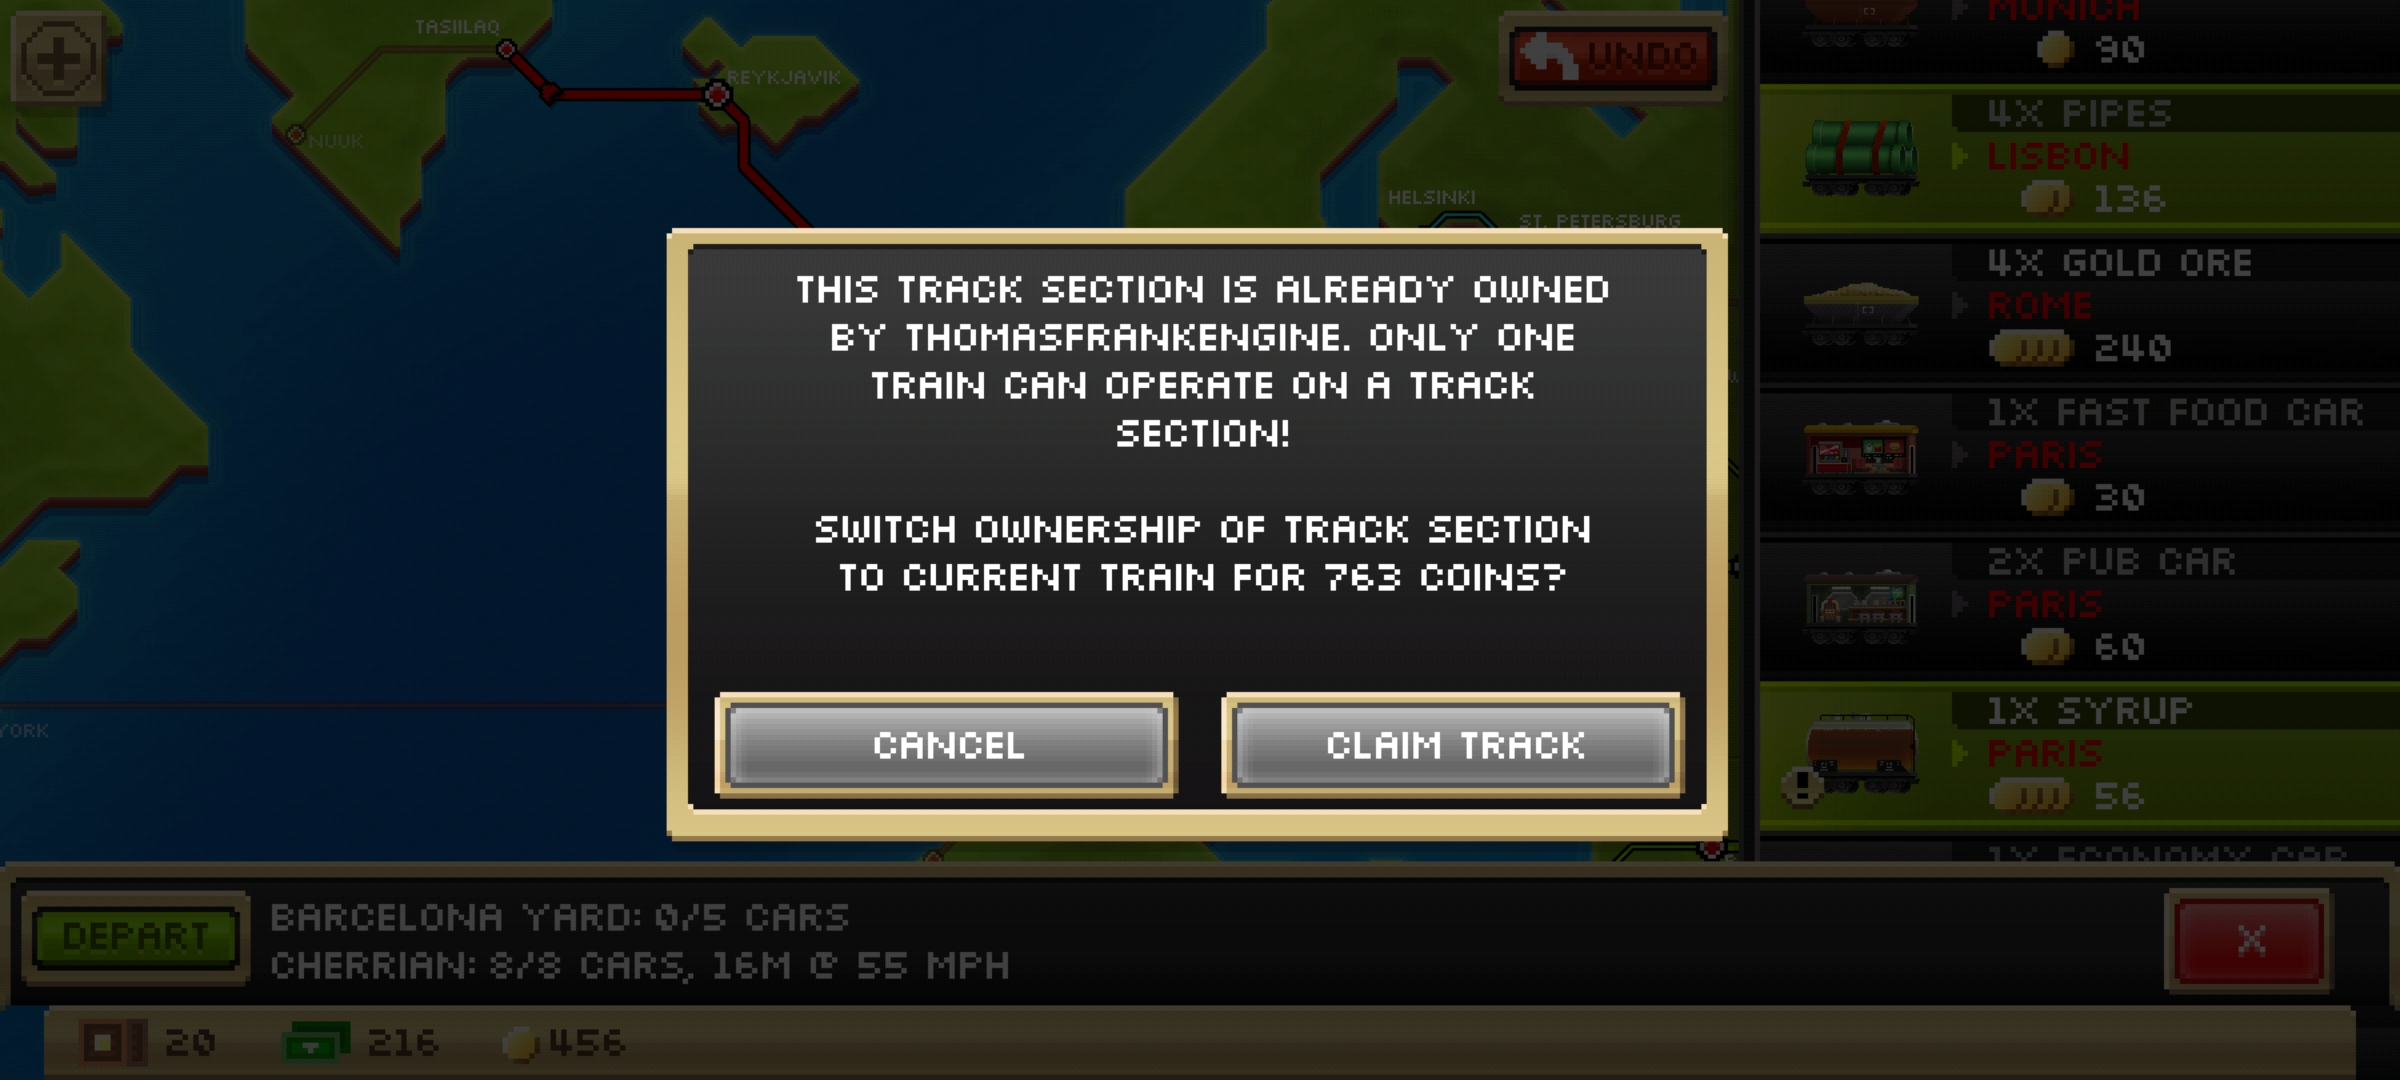 TASIILAQ
REYKJAVIK
NUUK
UNDO
HELSINKI
ST. PETERSBURG
MUNICH
90
4X PIPES
LISBON
136
4X GOLD ORE
ROME
240
1X FAST FOOD CAR
PARIS
30
2X PUB CAR
PARIS
60
1X SYRUP
PARIS
56
1X ECONOMY CAR
THIS TRACK SECTION IS ALREADY OWNED
BY THOMASFRANKENGINE. ONLY ONE
TRAIN CAN OPERATE ON A TRACK
SECTION!
SWITCH OWNERSHIP OF TRACK SECTION
TO CURRENT TRAIN FOR 763 COINS?
CANCEL
CLAIM TRACK
YORK
DEPART
BARCELONA YARD: 0/5 CARS
CHERRIAN: 8/8 CARS, 16M @ 55 MPH
X
20
216
456